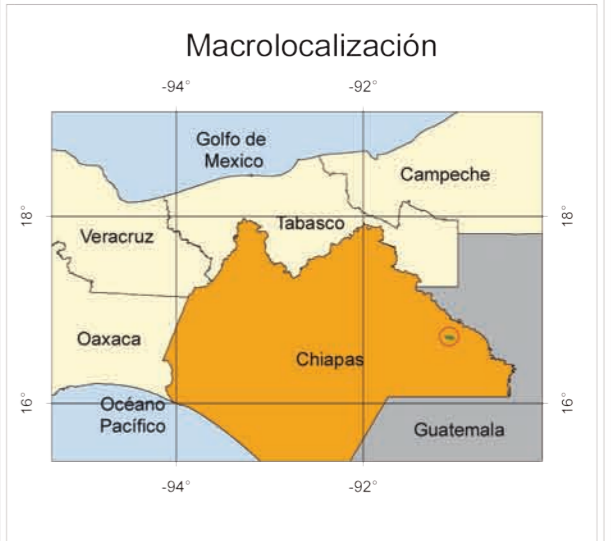 Macrolocalización
-94°
-92°
Golfo de
Mexico
Campeche
18°
18°
Tabasco
Veracruz
Oaxaca
Chiapas
16°
16°
Océano
Pacífico
Guatemala
-94°
-92°